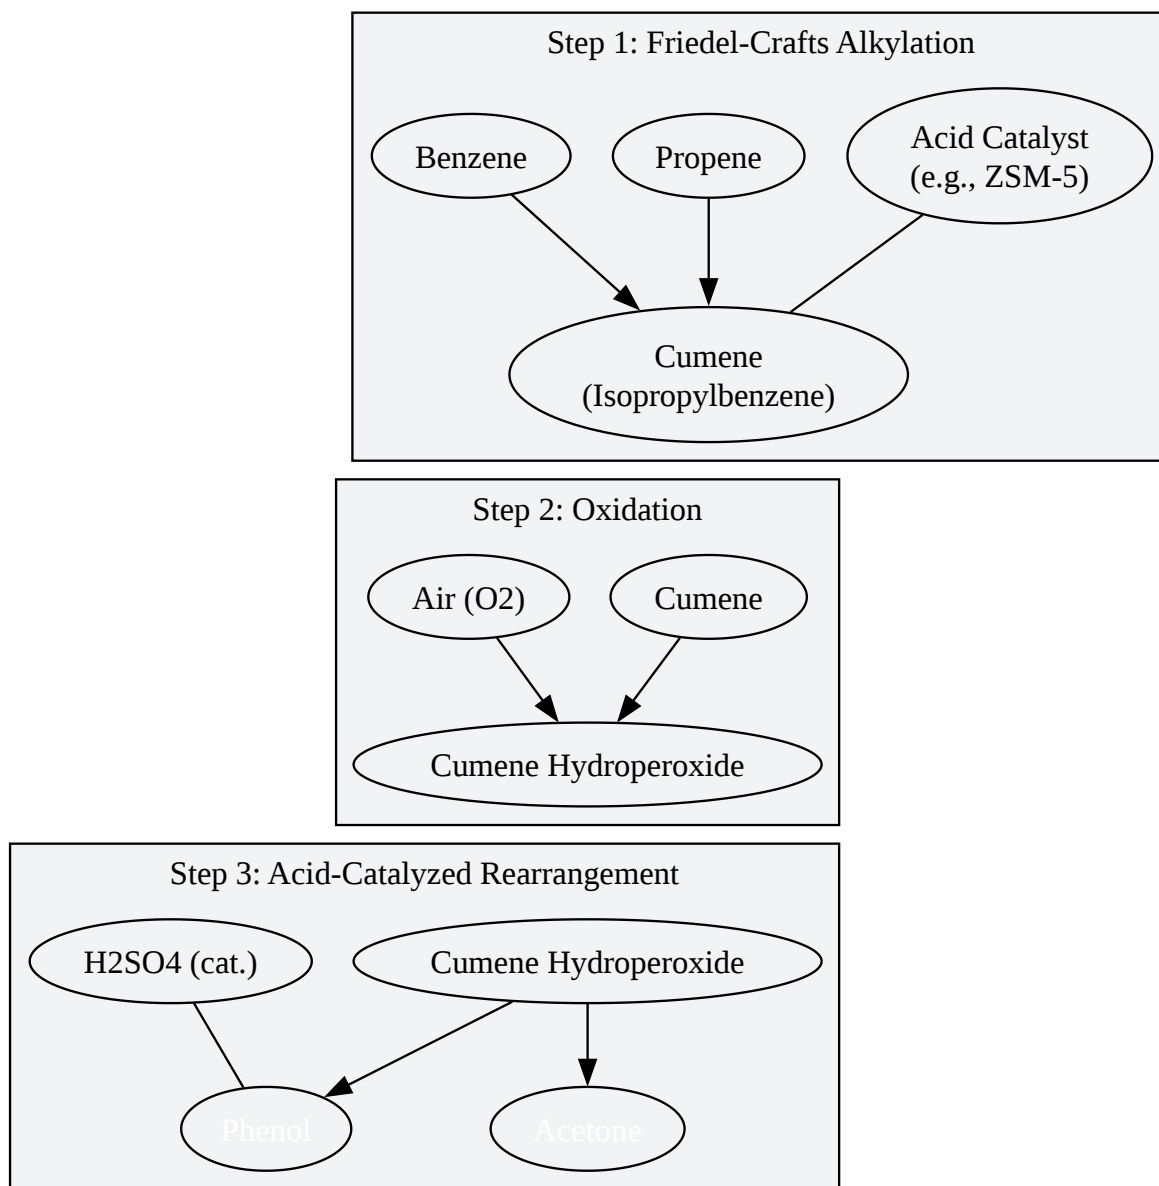 Step 1: Friedel-Crafts Alkylation
Benzene
Propene
Acid Catalyst
(e.g., ZSM-5)
Cumene
(Isopropylbenzene)
Step 2: Oxidation
Air (O2)
Cumene
Cumene Hydroperoxide
Step 3: Acid-Catalyzed Rearrangement
H2SO4 (cat.)
Cumene Hydroperoxide
Phenol
Acetone